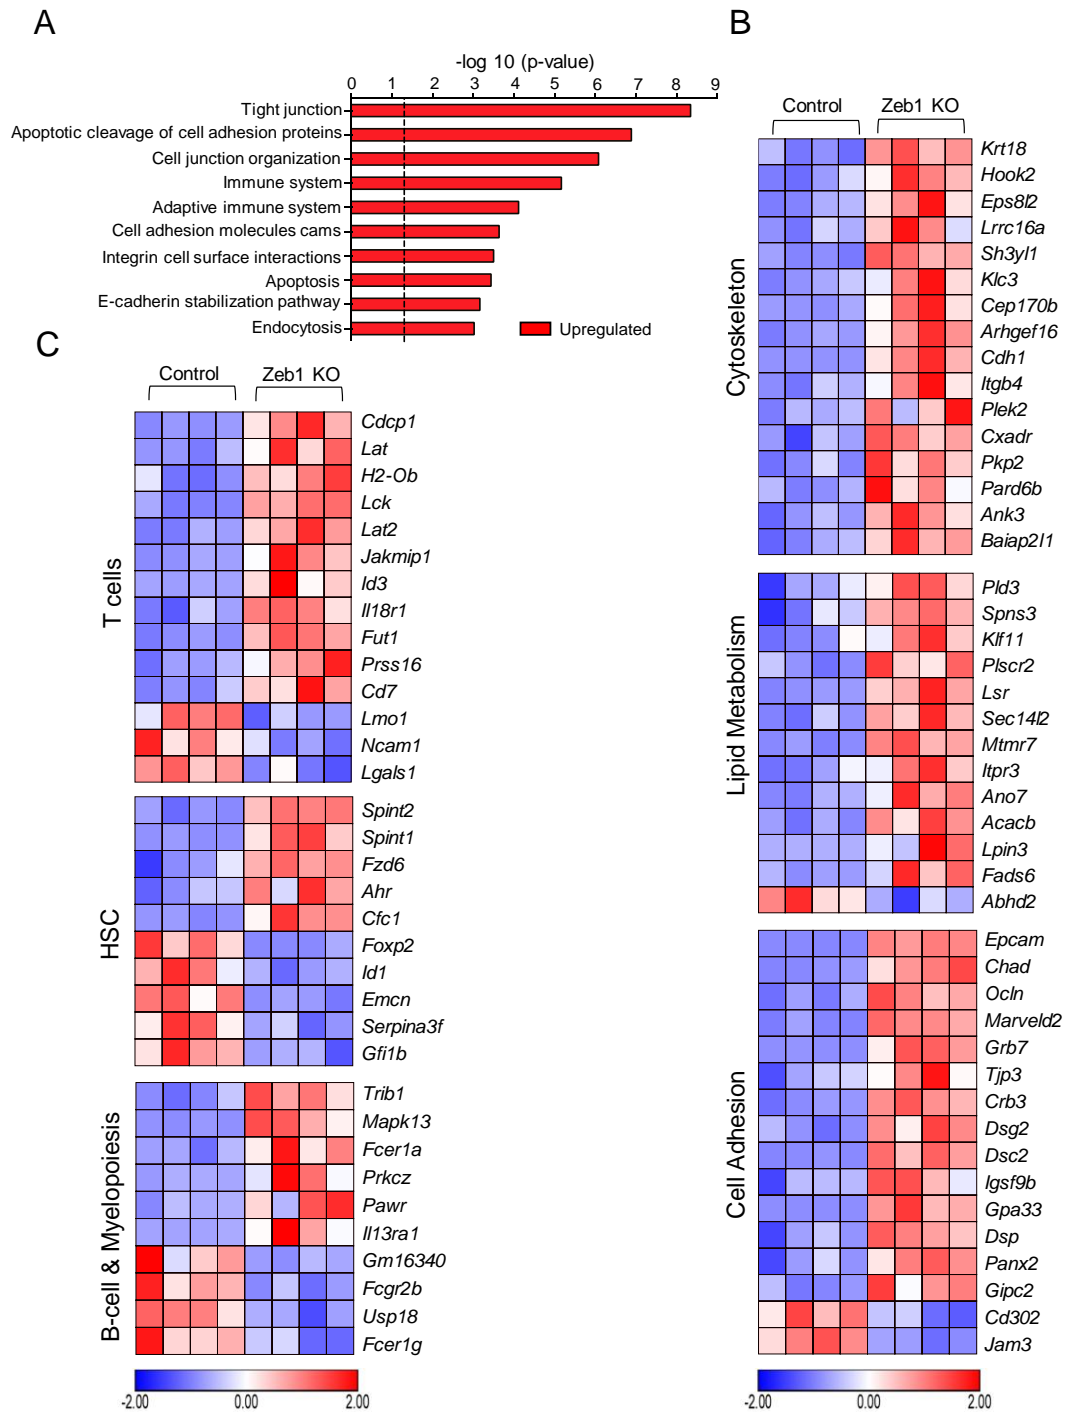 A
-log 10 (p-value)
0 1 2 3 4 5 6 7 8 9
Tight junction
Apoptotic cleavage of cell adhesion proteins
Cell junction organization
Immune system
Adaptive immune system
Cell adhesion molecules cams
Integrin cell surface interactions
Apoptosis
E-cadherin stabilization pathway
Endocytosis
Upregulated
B
Control Zeb1 KO
Cytoskeleton
Krt18
Hook2
Eps8l2
Lrrc16a
Sh3yl1
Klc3
Cep170b
Arhgef16
Cdh1
Itgb4
Plek2
Cxadr
Pkp2
Pard6b
Ank3
Baiap2l1
Lipid Metabolism
Pld3
Spns3
Klf11
Plscr2
Lsr
Sec14l2
Mtmr7
Itpr3
Ano7
Acacb
Lpin3
Fads6
Abhd2
Cell Adhesion
Epcam
Chad
Ocln
Marveld2
Grb7
Tjp3
Crb3
Dsg2
Dsc2
Igsf9b
Gpa33
Dsp
Panx2
Gipc2
Cd302
Jam3
-2.00 0.00 2.00
C
Control Zeb1 KO
T cells
Cdcp1
Lat
H2-Ob
Lck
Lat2
Jakmip1
Id3
Il18r1
Fut1
Prss16
Cd7
Lmo1
Ncam1
Lgals1
HSC
Spint2
Spint1
Fzd6
Ahr
Cfc1
Foxp2
Id1
Emcn
Serpina3f
Gfi1b
B-cell & Myelopoiesis
Trib1
Mapk13
Fcer1a
Prkcz
Pawr
Il13ra1
Gm16340
Fcgr2b
Usp18
Fcer1g
-2.00 0.00 2.00